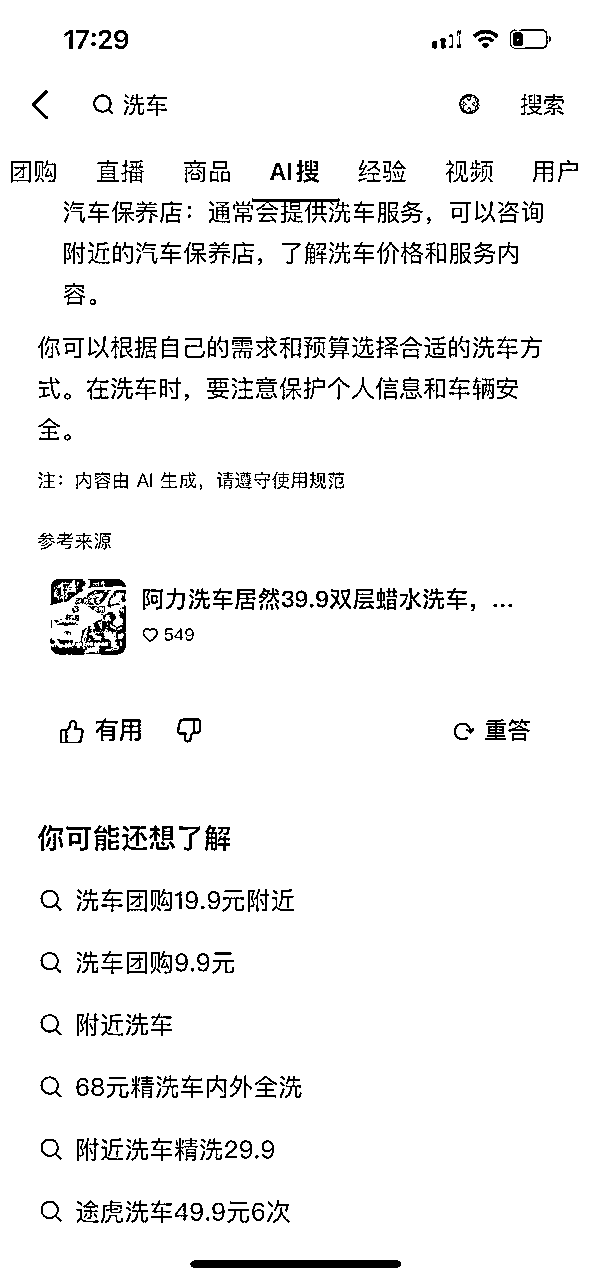 17:29
洗车
搜索
团购 直播 商品 AI搜 经验 视频 用户
汽车保养店：通常会提供洗车服务，可以咨询
附近的汽车保养店，了解洗车价格和服务内
容。
你可以根据自己的需求和预算选择合适的洗车方
式。在洗车时，要注意保护个人信息和车辆安
全。
注：内容由 AI 生成，请遵守使用规范
参考来源
阿力洗车居然39.9双层蜡水洗车，...
549
有用
重答
你可能还想了解
洗车团购19.9元附近
洗车团购9.9元
附近洗车
68元精洗车内外全洗
附近洗车精洗29.9
途虎洗车49.9元6次